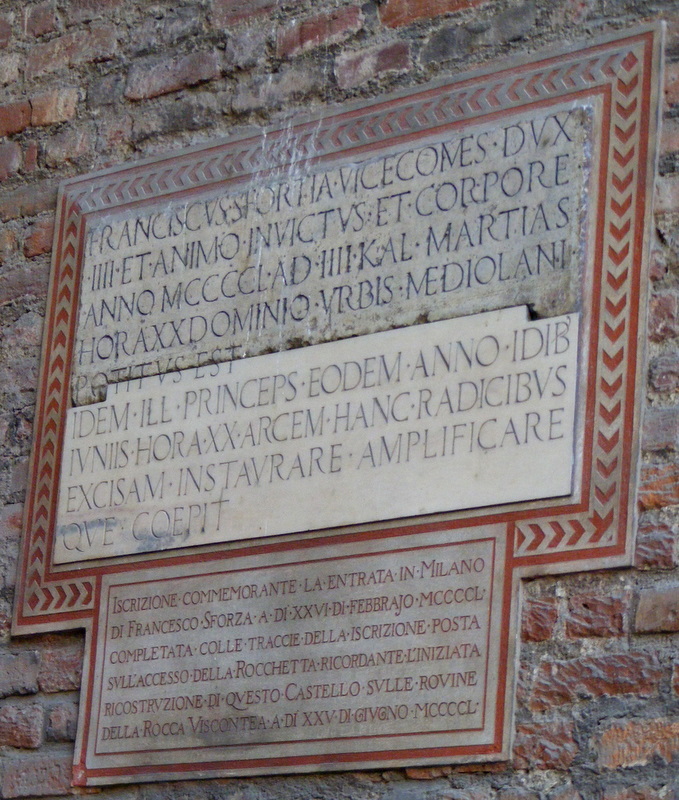 FRANCISCVS·SFORTIA·VICECOMES·DVX
IIII·ET·ANIMO·INVICTVS·ET·CORPORE
ANNO MCCCCL·AD·IIII·KAL·MARTIAS
HORA·XX·DOMINIO·VRBIS·MEDIOLANI·
POTITVS·EST
IDEM·ILL·PRINCEPS·EODEM·ANNO·IDIB
IVNIIS·HORA·XX·ARCEM·HANC·RADICIBVS
EXCISAM·INSTAVRARE·AMPLIFICARE
QVE·COEPIT
ISCRIZIONE·COMMEMORANTE·LA·ENTRATA·IN·MILANO
DI FRANCESCO·SFORZA·A·DI·XXVI·DI·FEBBRAJO·MCCCCL·
COMPLETATA·COLLE·TRACCIE·DELLA·ISCRIZIONE·POSTA
SVLL'ACCESSO·DELLA·ROCCHETTA·RICORDANTE·L'INIZIATA
RICOSTRVZIONE·DI·QVESTO·CASTELLO·SVLLE·ROVINE
DELLA·ROCCA·VISCONTEA·A·DI·XXV·DI·GIVGNO·MCCCCL·